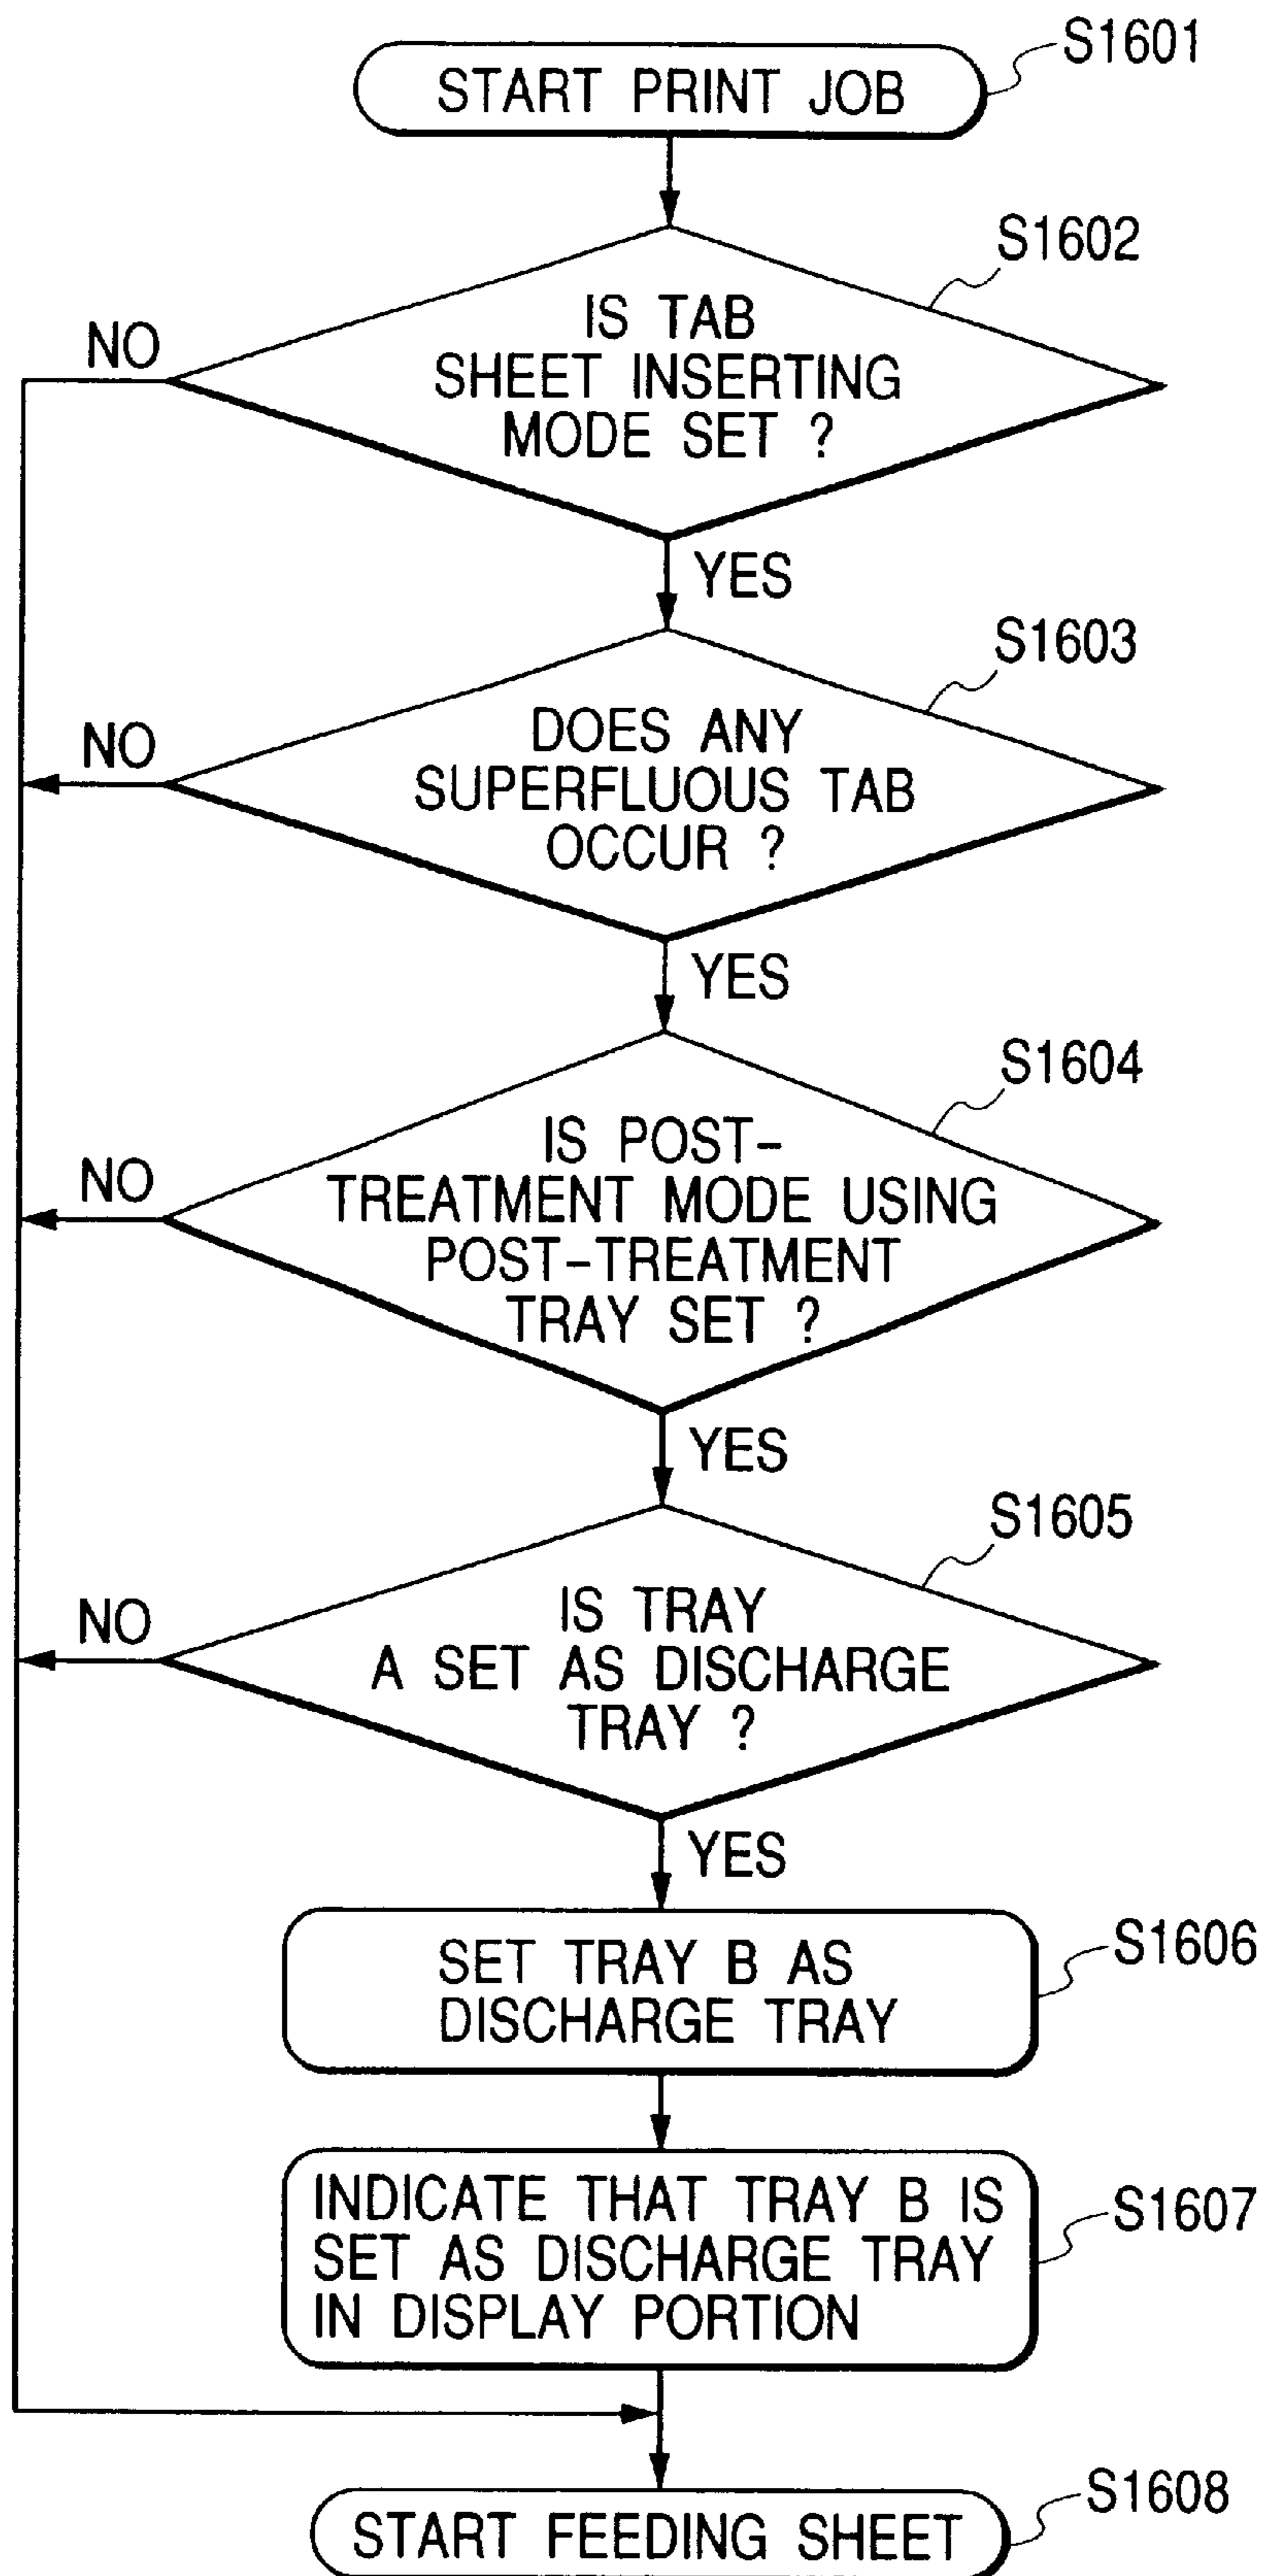 START PRINT JOB
S1601
S1602
IS TAB
SHEET INSERTING
MODE SET ?
NO
YES
S1603
DOES ANY
SUPERFLUOUS TAB
OCCUR ?
NO
YES
S1604
IS POST-
TREATMENT MODE USING
POST-TREATMENT
TRAY SET ?
NO
YES
S1605
IS TRAY
A SET AS DISCHARGE
TRAY ?
NO
YES
SET TRAY B AS
DISCHARGE TRAY
S1606
INDICATE THAT TRAY B IS
SET AS DISCHARGE TRAY
IN DISPLAY PORTION
S1607
START FEEDING SHEET
S1608